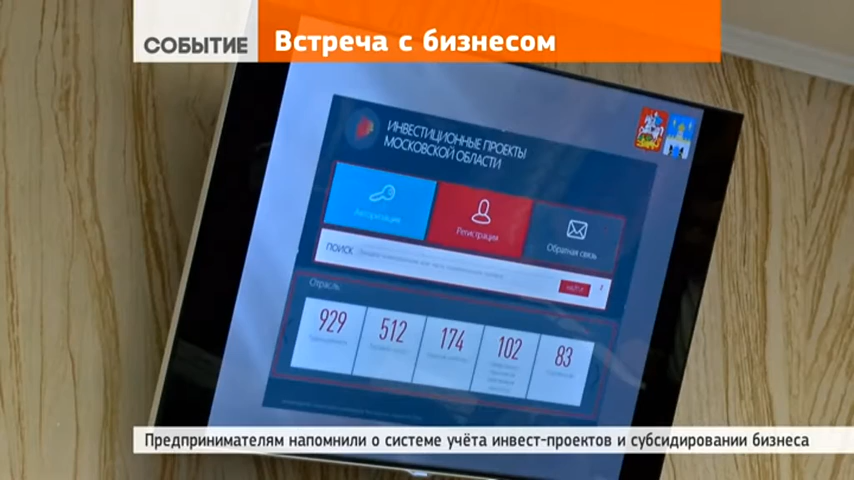 СОБЫТИЕ
Встреча с бизнесом
ИНВЕСТИЦИОННЫЕ ПРОЕКТЫ
МОСКОВСКОЙ ОБЛАСТИ
Авторизация
Регистрация
Обратная связь
ПОИСК
НАЙТИ
Отрасль:
929
512
174
102
83
Предпринимателям напомнили о системе учёта инвест-проектов и субсидировании бизнеса